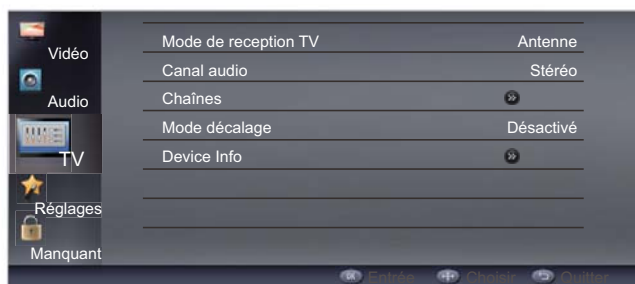 Vidéo
Audio
TV
Réglages
Manquant
Mode de reception TV Antenne
Canal audio Stéréo
Chaînes
Mode décalage Désactivé
Device Info
OK Entrée Choisir Quitter